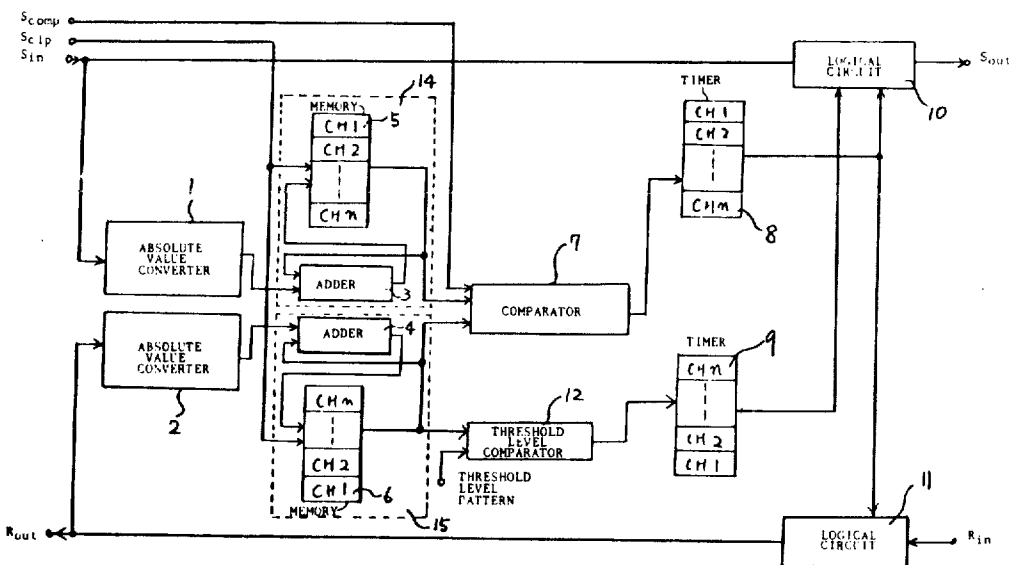 Scomp
Sclp
Sin
LOGICAL
CIRCUIT
Sout
10
14
MEMORY
5
CH1
CH2
CHn
TIMER
CH1
CH2
CHn
8
1
ABSOLUTE
VALUE
CONVERTER
ADDER
3
7
COMPARATOR
ABSOLUTE
VALUE
CONVERTER
2
ADDER
4
TIMER
9
CHn
CH2
CH1
CHn
CH2
CH1
6
MEMORY
15
12
THRESHOLD
LEVEL
COMPARATOR
THRESHOLD
LEVEL
PATTERN
11
Rout
LOGICAL
CIRCUIT
Rin